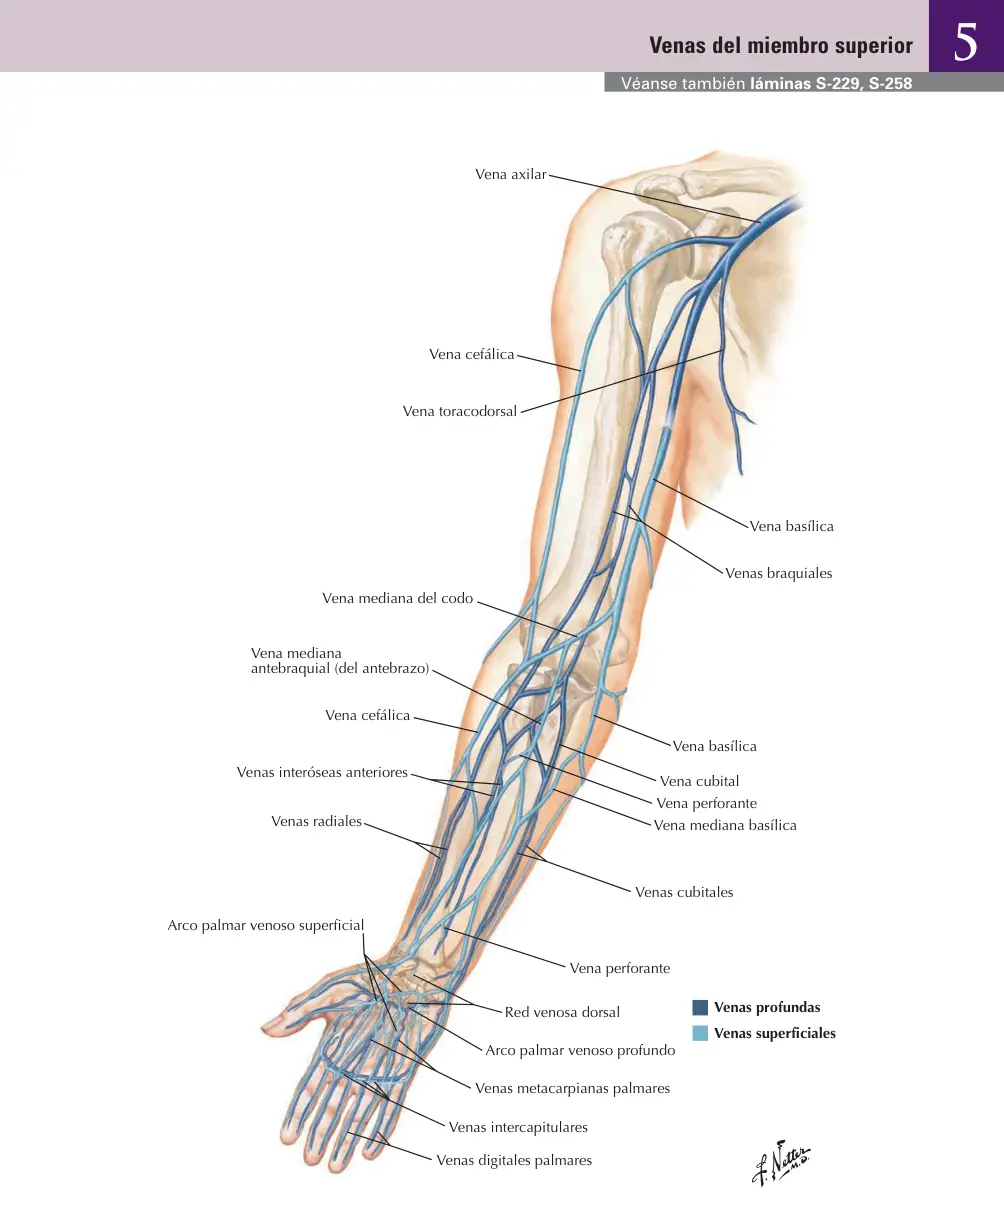 Venas del miembro superior
5
Véanse también láminas S-229, S-258
Vena axilar
Vena cefálica
Vena toracodorsal
Vena basílica
Venas braquiales
Vena mediana del codo
Vena mediana
antebraquial (del antebrazo)
Vena cefálica
Vena basílica
Venas interóseas anteriores
Vena cubital
Vena perforante
Venas radiales
Vena mediana basílica
Venas cubitales
Arco palmar venoso superficial
Vena perforante
Venas profundas
Red venosa dorsal
Venas superficiales
Arco palmar venoso profundo
Venas metacarpianas palmares
Venas intercapitulares
Venas digitales palmares
F. Netter
M.D.